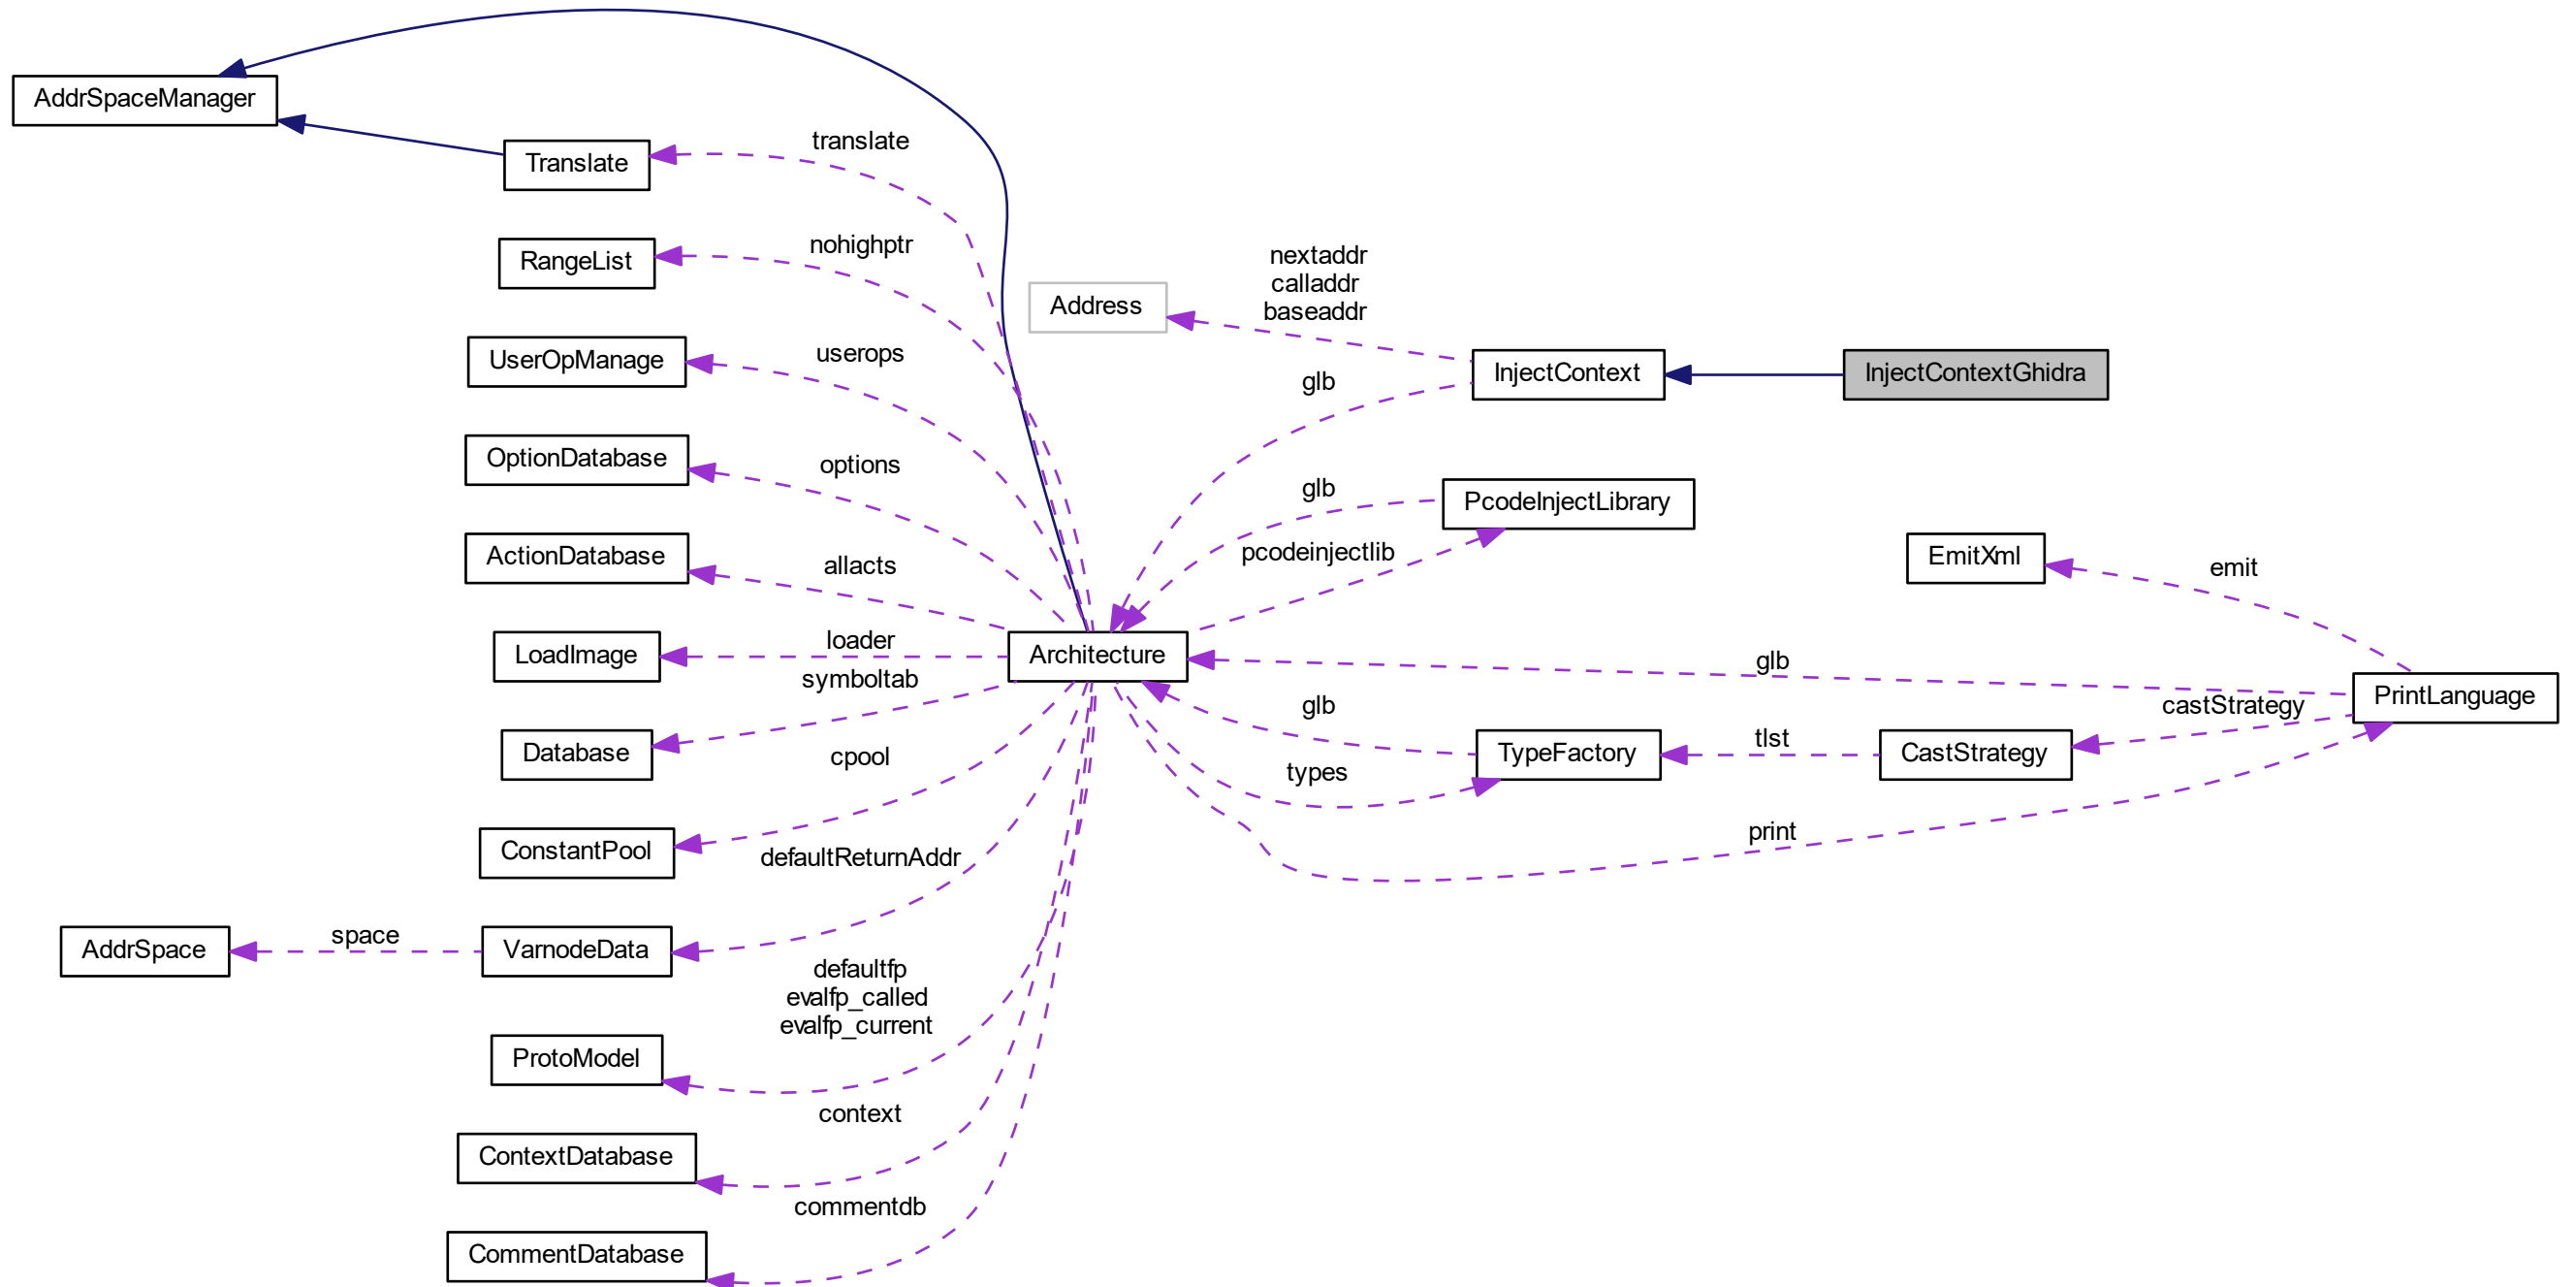 AddrSpaceManager
translate
Translate
nohighptr
RangeList
nextaddr
calladdr
baseaddr
Address
userops
UserOpManage
glb
InjectContext
InjectContextGhidra
options
OptionDatabase
glb
PcodeInjectLibrary
pcodeinjectlib
allacts
ActionDatabase
EmitXml
emit
loader
LoadImage
Architecture
symboltab
glb
PrintLanguage
castStrategy
glb
Database
cpool
TypeFactory
tlst
CastStrategy
types
print
ConstantPool
defaultReturnAddr
AddrSpace
space
VarnodeData
defaultfp
evalfp_called
evalfp_current
ProtoModel
context
ContextDatabase
commentdb
CommentDatabase